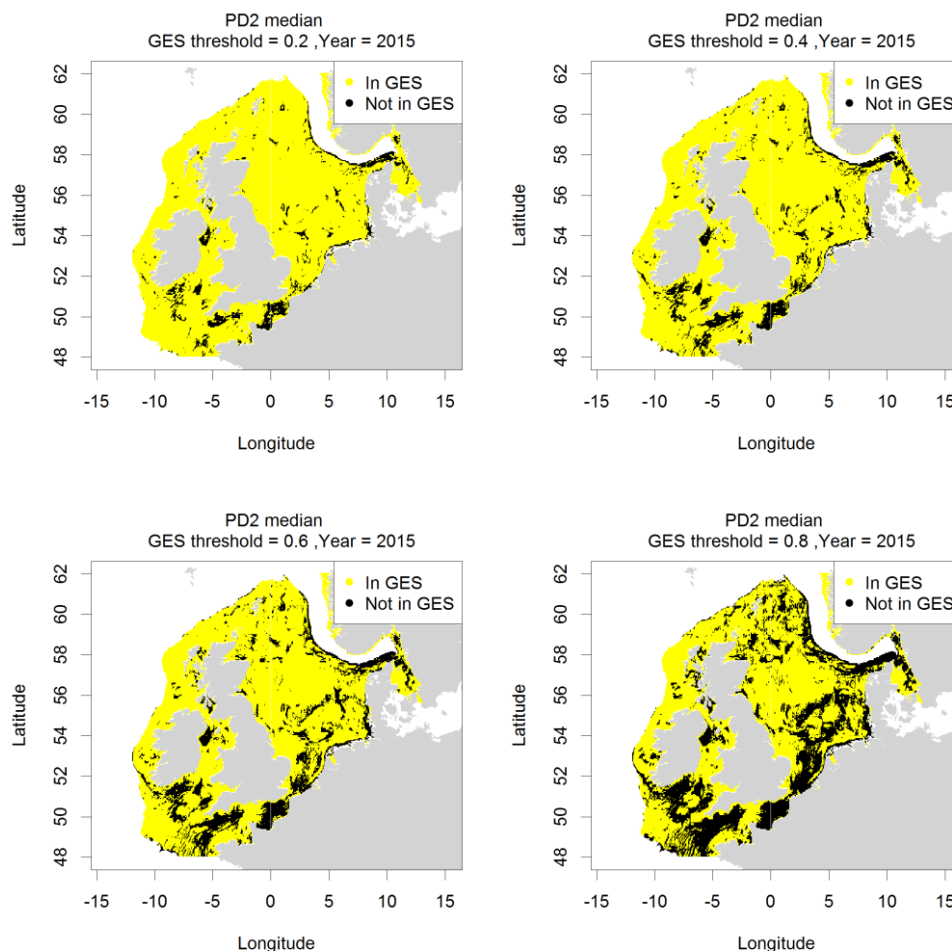 PD2 median
GES threshold = 0.2 ,Year = 2015
In GES
Not in GES
Latitude
62
60
58
56
54
52
50
48
-15 -10 -5 0 5 10 15
Longitude
PD2 median
GES threshold = 0.4 ,Year = 2015
In GES
Not in GES
Latitude
62
60
58
56
54
52
50
48
-15 -10 -5 0 5 10 15
Longitude
PD2 median
GES threshold = 0.6 ,Year = 2015
In GES
Not in GES
Latitude
62
60
58
56
54
52
50
48
-15 -10 -5 0 5 10 15
Longitude
PD2 median
GES threshold = 0.8 ,Year = 2015
In GES
Not in GES
Latitude
62
60
58
56
54
52
50
48
-15 -10 -5 0 5 10 15
Longitude